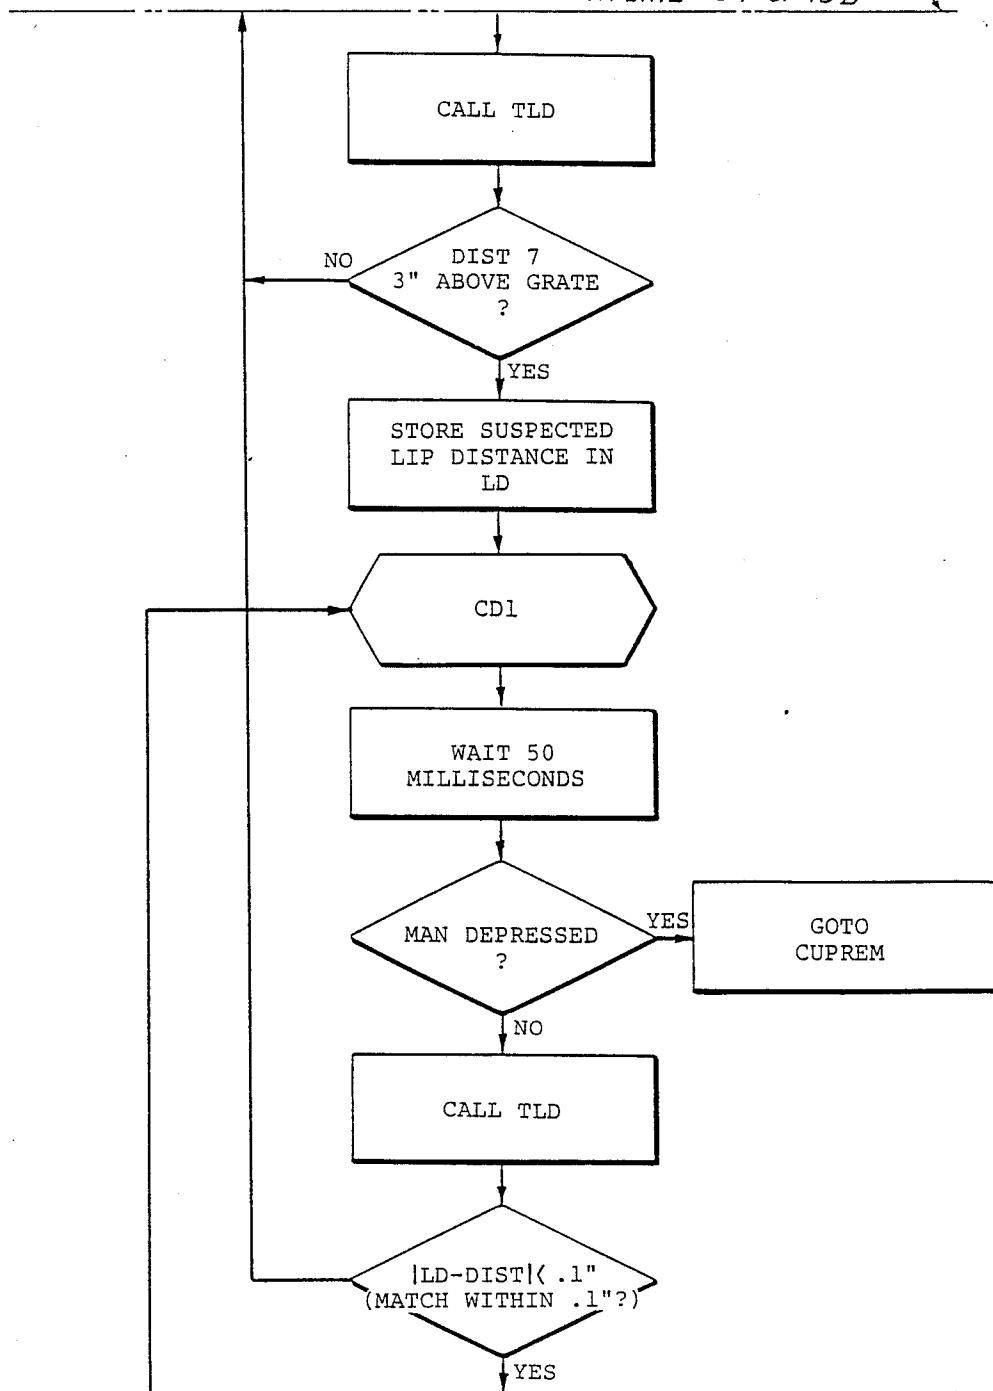 CALL TLD
DIST 7
3" ABOVE GRATE
?
NO
YES
STORE SUSPECTED
LIP DISTANCE IN
LD
CD1
WAIT 50
MILLISECONDS
MAN DEPRESSED
?
YES
GOTO
CUPREM
NO
CALL TLD
|LD-DIST|< .1"
(MATCH WITHIN .1"?)
YES